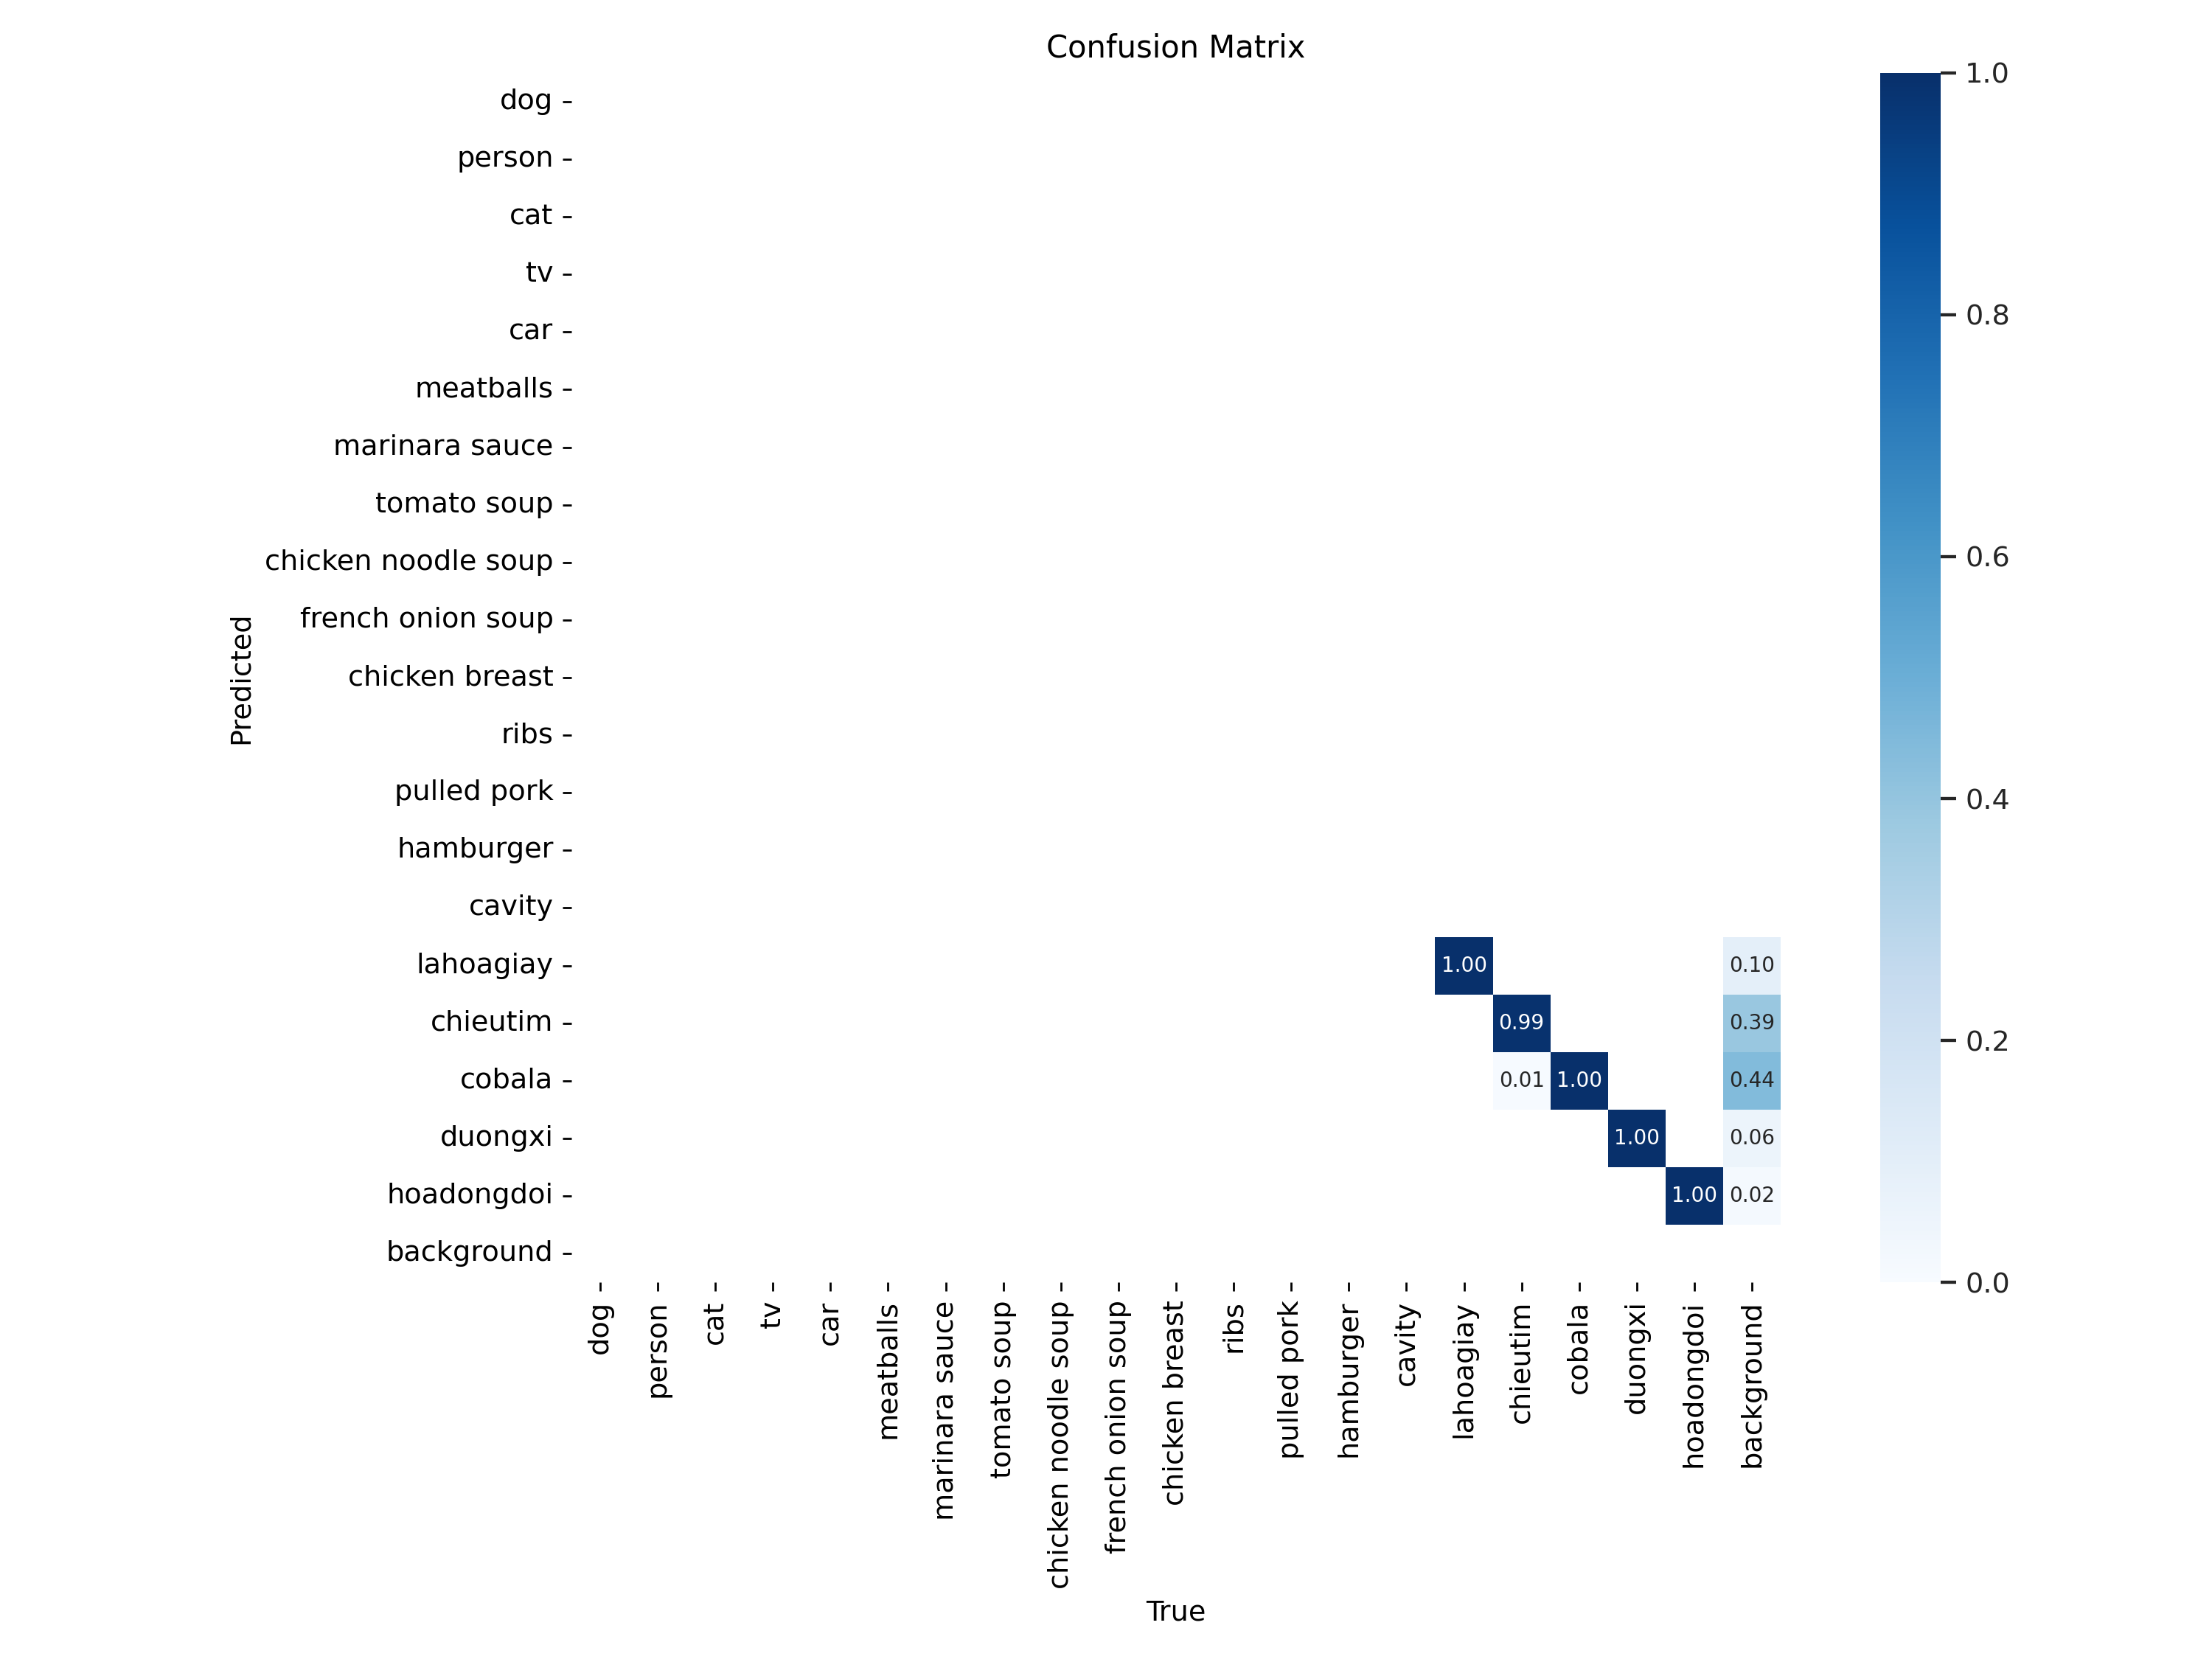 Confusion Matrix
dog
person
cat
tv
car
meatballs
marinara sauce
tomato soup
chicken noodle soup
french onion soup
chicken breast
ribs
pulled pork
hamburger
cavity
lahoagiay
chieutim
cobala
duongxi
hoadongdoi
background
Predicted
1.00 0.10
0.99 0.39
0.01 1.00 0.44
1.00 0.06
1.00 0.02
dog
person
cat
tv
car
meatballs
marinara sauce
tomato soup
chicken noodle soup
french onion soup
chicken breast
ribs
pulled pork
hamburger
cavity
lahoagiay
chieutim
cobala
duongxi
hoadongdoi
background
True
1.0
0.8
0.6
0.4
0.2
0.0